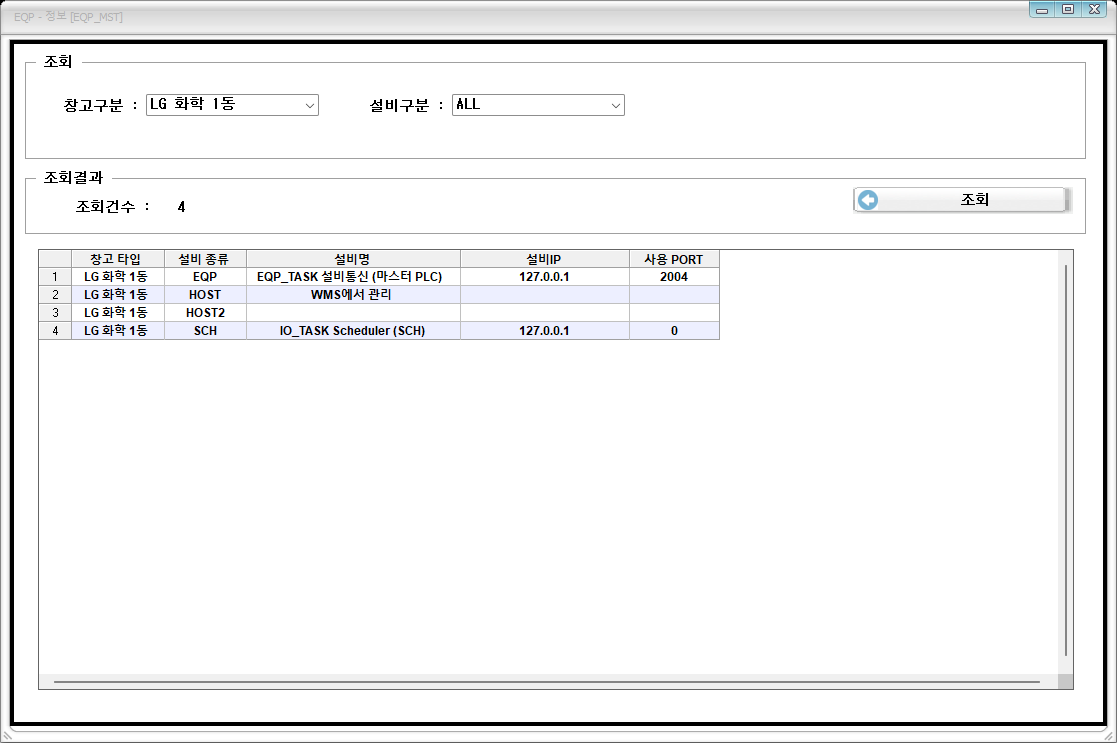 EQP - 정보 [EQP_MST]
조회
창고구분 : LG 화학 1동 설비구분 : ALL
조회결과
조회건수 : 4 조회
창고 타입 설비 종류 설비명 설비IP 사용 PORT
1 LG 화학 1동 EQP EQP_TASK 설비통신 (마스터 PLC) 127.0.0.1 2004
2 LG 화학 1동 HOST WMS에서 관리
3 LG 화학 1동 HOST2
4 LG 화학 1동 SCH IO_TASK Scheduler (SCH) 127.0.0.1 0